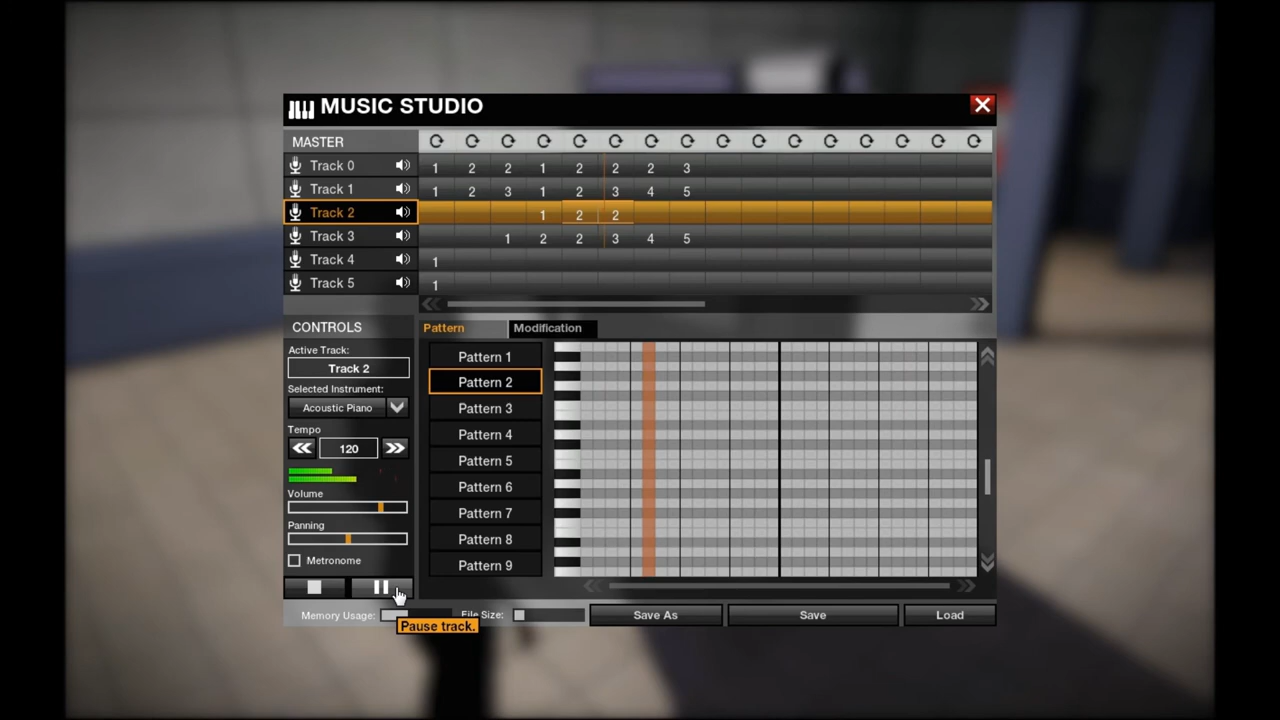 MUSIC STUDIO
MASTER
Track 0 1 2 2 1 2 2 2 3
Track 1 1 2 3 1 2 3 4 5
Track 2 1 2 2
Track 3 1 2 2 3 4 5
Track 4 1
Track 5 1
CONTROLS
Active Track:
Track 2
Selected Instrument:
Acoustic Piano
Tempo
120
Volume
Panning
Metronome
Pattern Modification
Pattern 1
Pattern 2
Pattern 3
Pattern 4
Pattern 5
Pattern 6
Pattern 7
Pattern 8
Pattern 9
Memory Usage: File Size: Save As Save Load
Pause track.